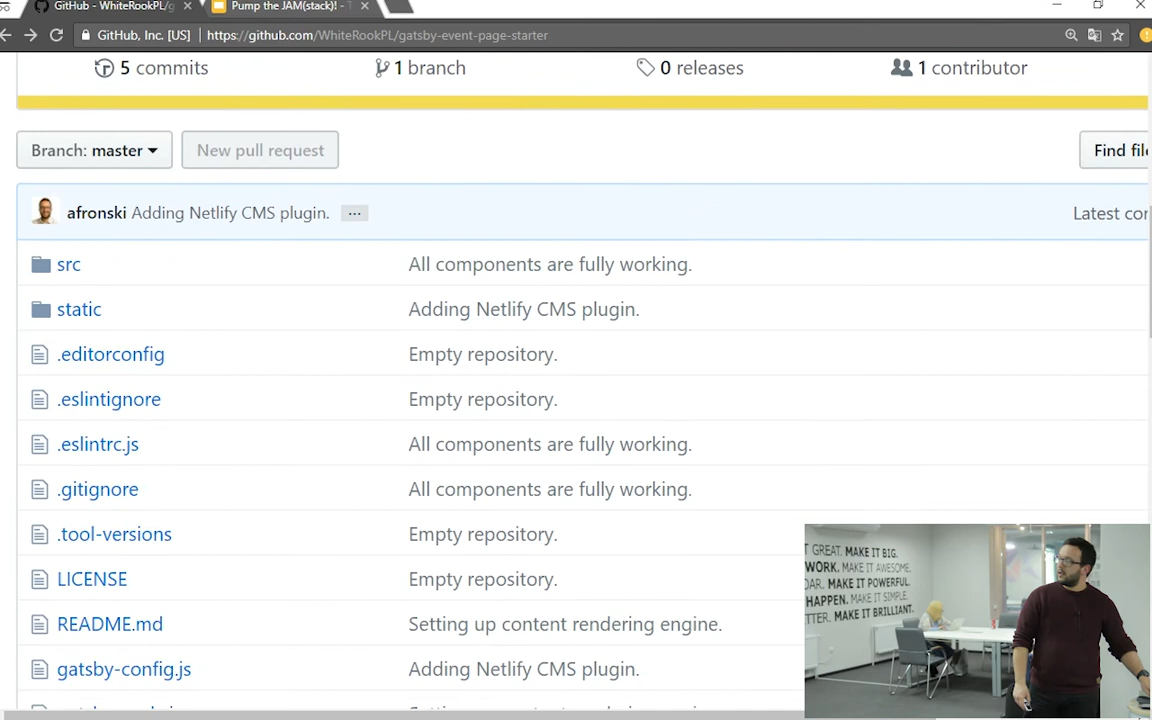 GitHub - WhiteRookPL/g
Pump the JAM(stack)! - 
GitHub, Inc. [US] https://github.com/WhiteRookPL/gatsby-event-page-starter
5 commits 1 branch 0 releases 1 contributor
Branch: master New pull request Find file
afronski Adding Netlify CMS plugin. ... Latest com
src All components are fully working.
static Adding Netlify CMS plugin.
.editorconfig Empty repository.
.eslintignore Empty repository.
.eslintrc.js All components are fully working.
.gitignore All components are fully working.
.tool-versions Empty repository.
LICENSE Empty repository.
README.md Setting up content rendering engine.
gatsby-config.js Adding Netlify CMS plugin.
GREAT. MAKE IT BIG.
WORK. MAKE IT AWESOME.
MAKE IT POWERFUL.
HAPPEN. MAKE IT SIMPLE.
MAKE IT BRILLIANT.